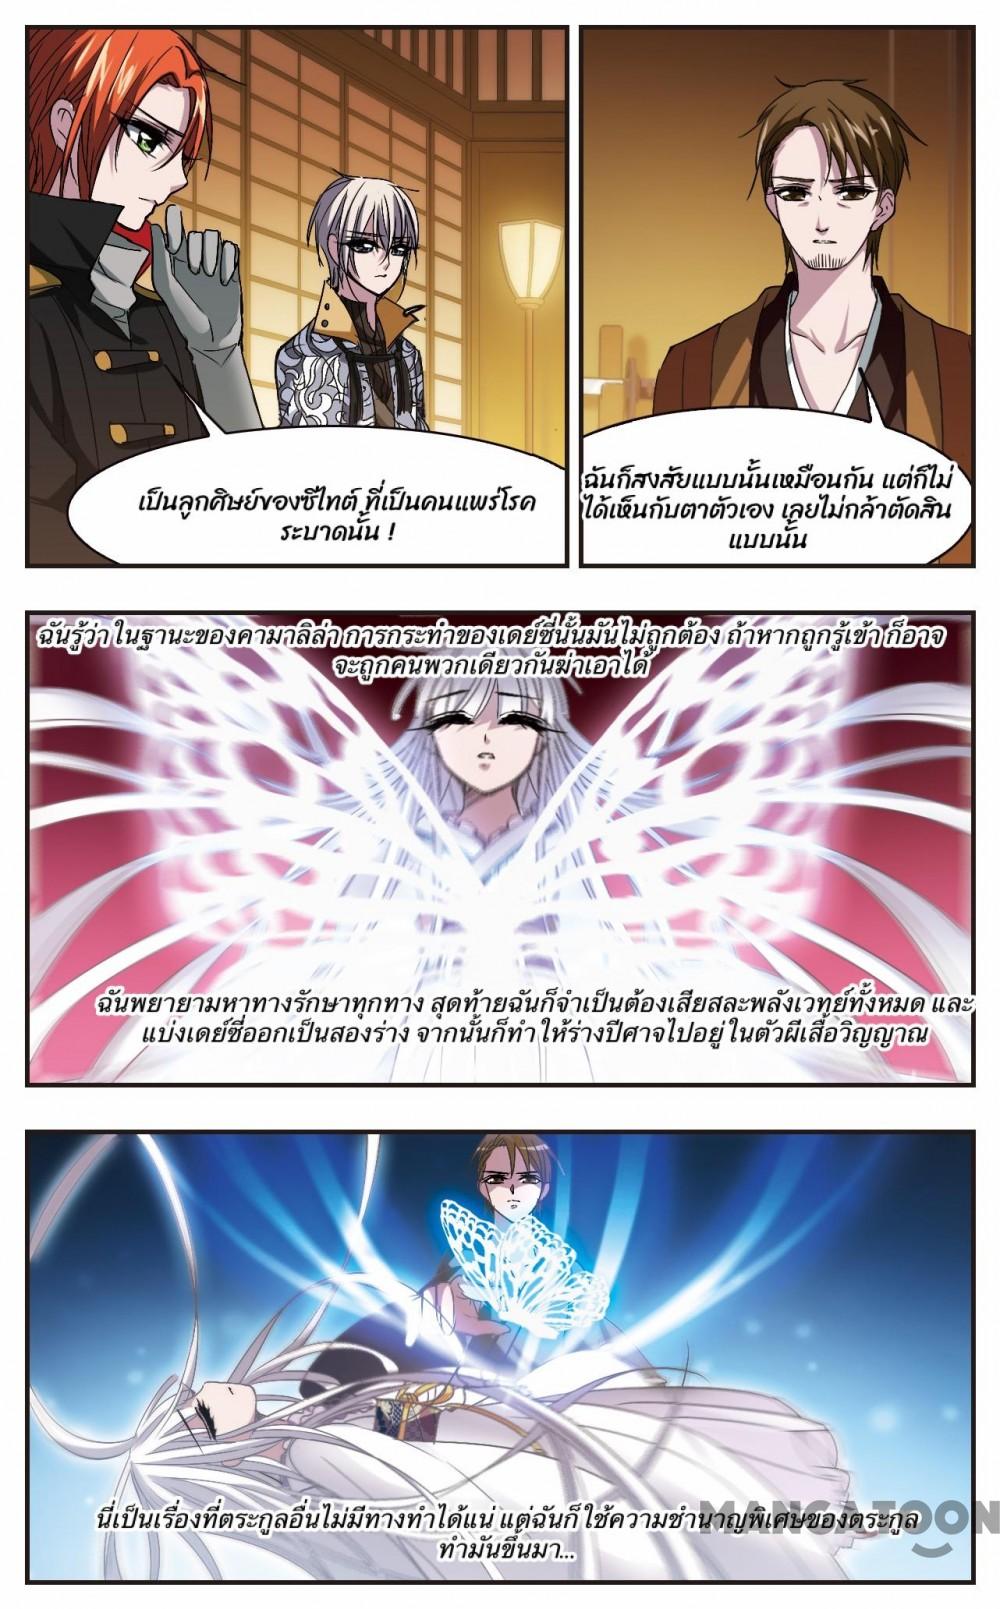 เป็นลูกศิษย์ของซีไทต์ ที่เป็นคนแพร่โรค
ระบาดนั้น !
ฉันก็สงสัยแบบนั้นเหมือนกัน แต่ก็ไม่
ได้เห็นกับตาตัวเอง เลยไม่กล้าตัดสิน
แบบนั้น
ฉันรู้ว่า ในฐานะของคามาลิล่า การกระทำของเดย์ซี่นั้นมันไม่ถูกต้อง ถ้าหากถูกรู้เข้า ก็อาจ
จะถูกคนพวกเดียวกันฆ่าเอาได้
ฉันพยายามหาทางรักษาทุกทาง สุดท้ายฉันก็จำเป็นต้องเสียสละพลังเวทย์ทั้งหมด และ
แบ่งเดย์ซี่ออกเป็นสองร่าง จากนั้นก็ทำให้ร่างปีศาจไปอยู่ในตัวผีเสื้อวิญญาณ
นี่เป็นเรื่องที่ตระกูลอื่นไม่มีทางทำได้แน่ แต่ฉันก็ใช้ความชำนาญพิเศษของตระกูล
ทำมันขึ้นมา...
MANGATOON